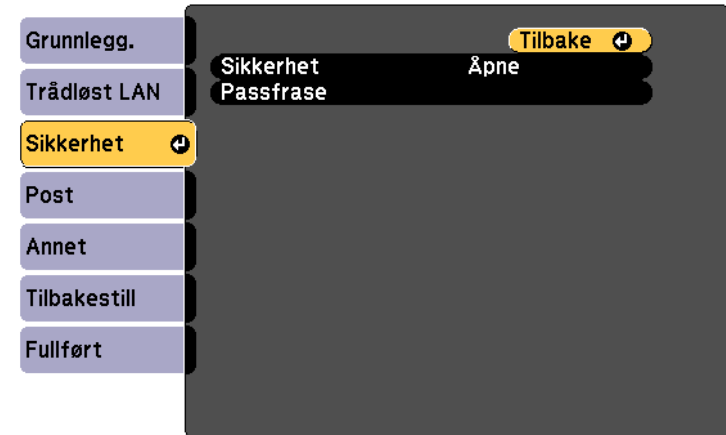 Grunnlegg.
Trådløst LAN
Sikkerhet
Post
Annet
Tilbakestill
Fullført
Tilbake
Sikkerhet Åpne
Passfrase